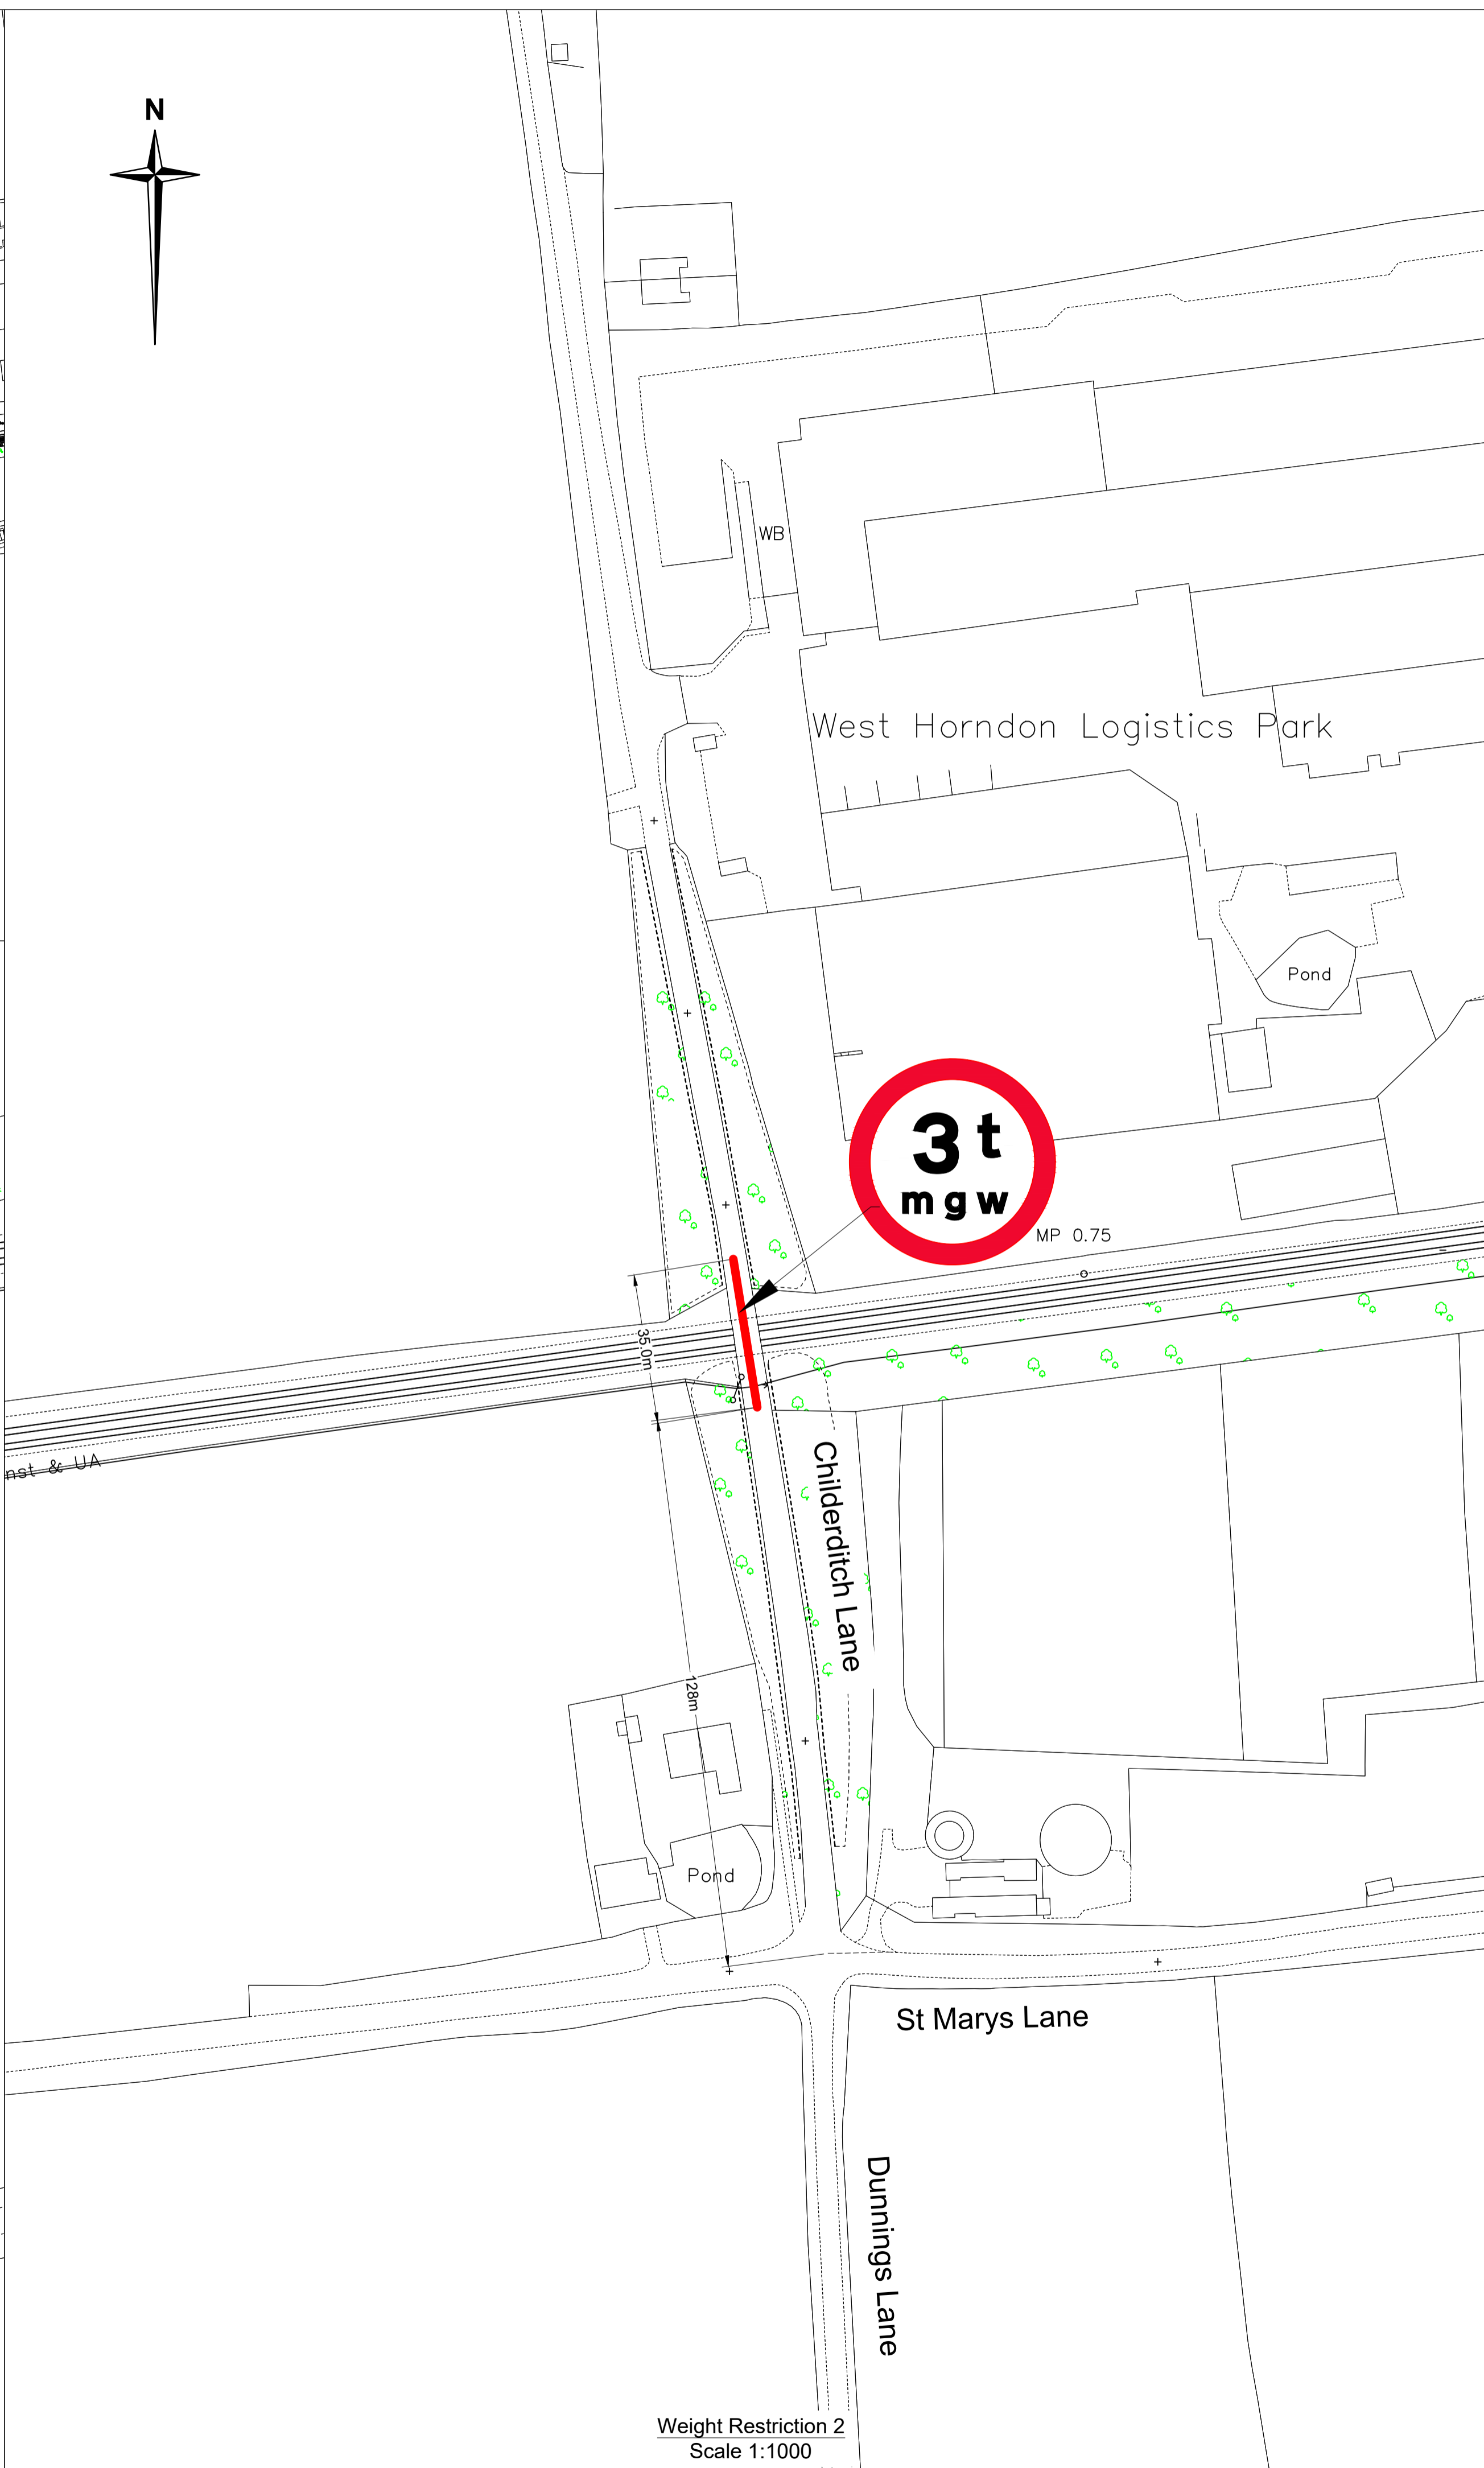 N
WB
West Horndon Logistics Park
Pond
3 t
mgw
MP 0.75
35.0m
nst & UA
Childerditch Lane
128m
Pond
St Marys Lane
Dunnings Lane
Weight Restriction 2
Scale 1:1000